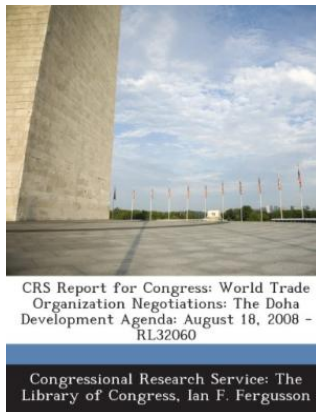 CRS Report for Congress: World Trade
Organization Negotiations: The Doha
Development Agenda: August 18, 2008 -
RL32060
Congressional Research Service: The
Library of Congress, Ian F. Fergusson